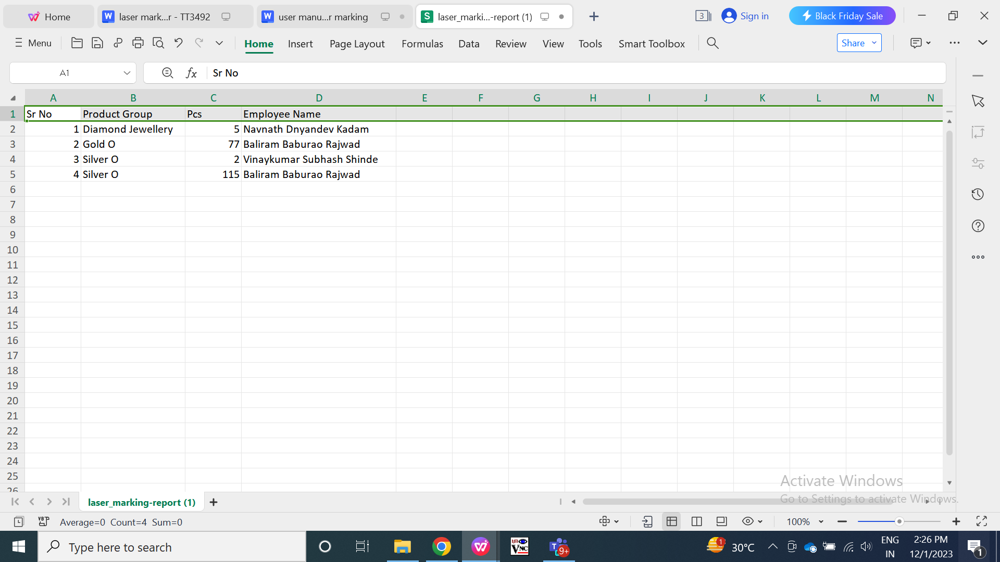 Home
laser mark...r - TT3492
user manu...r marking
laser_marki...-report (1)
3
Sign in
Black Friday Sale
Menu
Home Insert Page Layout Formulas Data Review View Tools Smart Toolbox
Share
A1
fx
Sr No
A B C D E F G H I J K L M N
1 Sr No Product Group Pcs Employee Name
2 1 Diamond Jewellery 5 Navnath Dnyandev Kadam
3 2 Gold O 77 Baliram Baburao Rajwad
4 3 Silver O 2 Vinaykumar Subhash Shinde
5 4 Silver O 115 Baliram Baburao Rajwad
6
7
8
9
10
11
12
13
14
15
16
17
18
19
20
21
22
23
24
25
26
Activate Windows
Go to Settings to activate Windows.
laser_marking-report (1)
Average=0 Count=4 Sum=0
100%
Type here to search
VNC
T
9+
1
30°C
ENG
IN
2:26 PM
12/1/2023
1